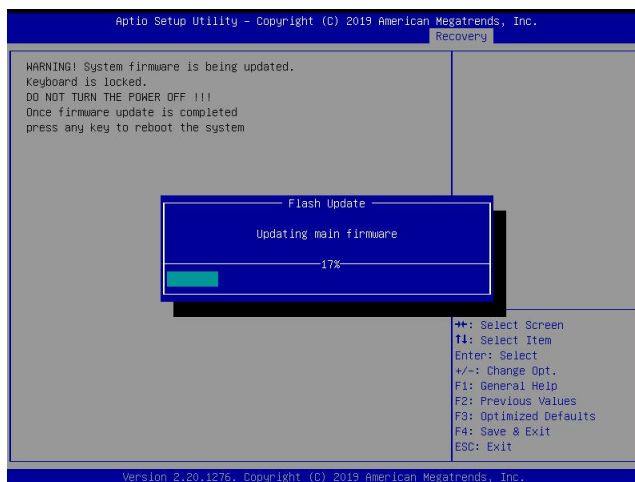 Aptio Setup Utility – Copyright (C) 2019 American Megatrends, Inc.
Recovery
WARNING! System firmware is being updated.
Keyboard is locked.
DO NOT TURN THE POWER OFF !!!
Once firmware update is completed
press any key to reboot the system
Flash Update
Updating main firmware
17%
→←: Select Screen
↑↓: Select Item
Enter: Select
+/-: Change Opt.
F1: General Help
F2: Previous Values
F3: Optimized Defaults
F4: Save & Exit
ESC: Exit
Version 2.20.1276. Copyright (C) 2019 American Megatrends, Inc.